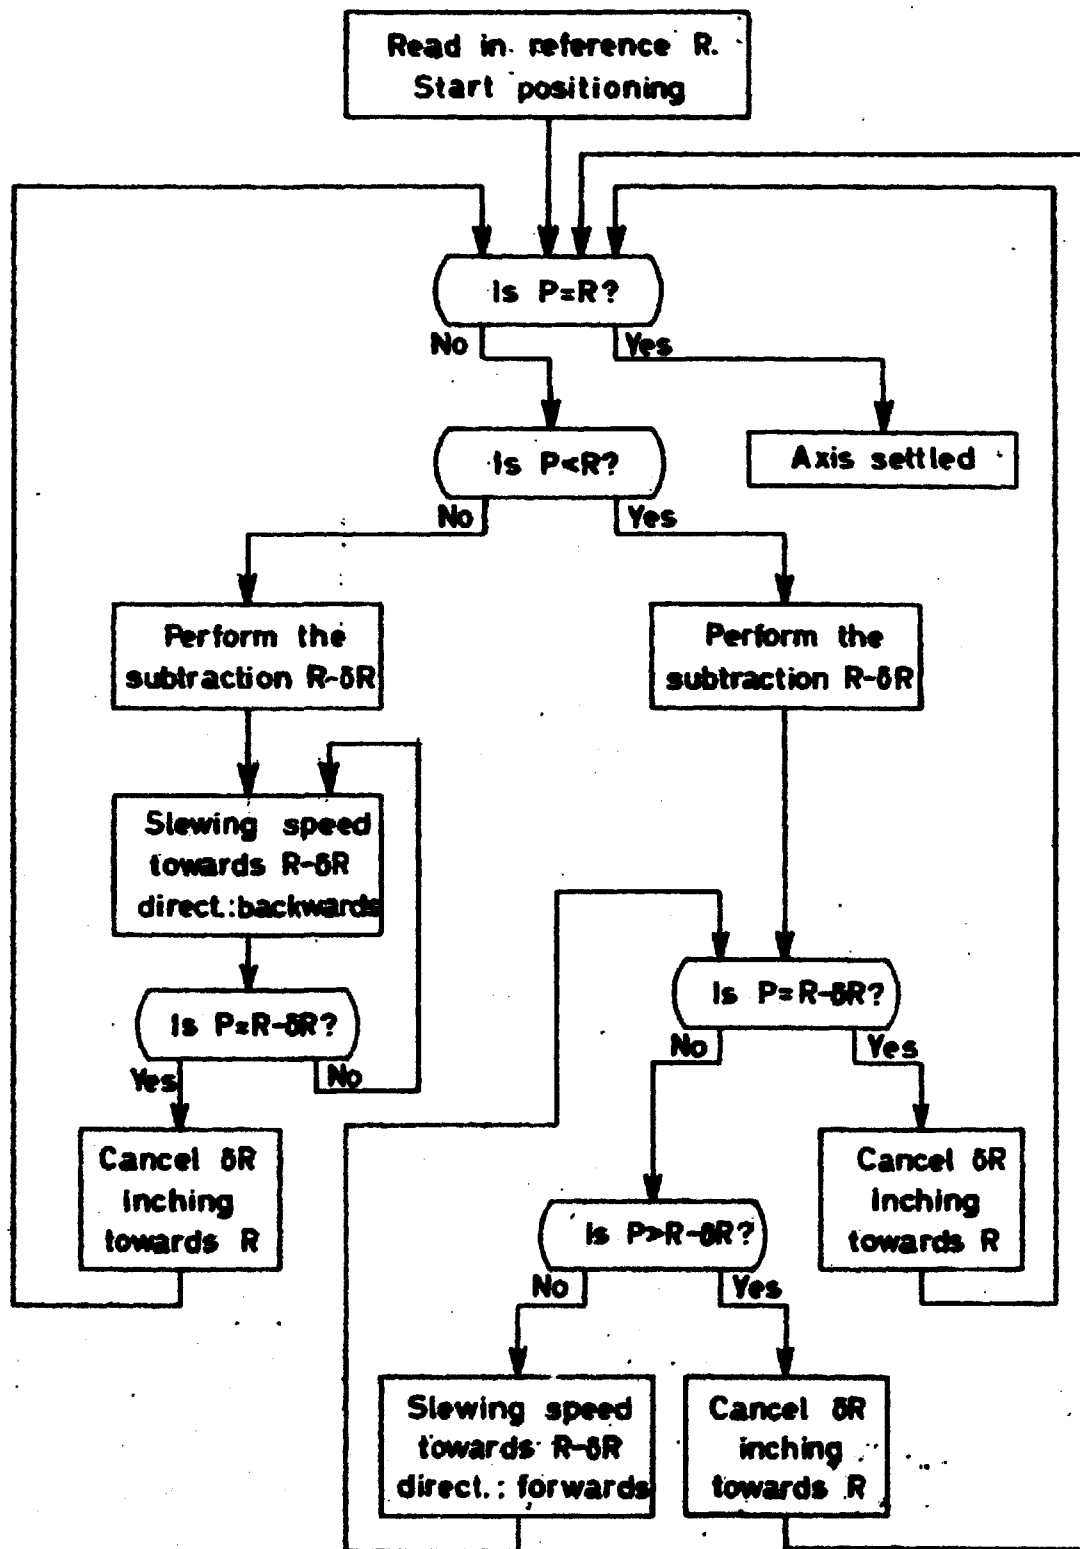 Read in reference R.
Start positioning
Is P=R?
No
Yes
Is P<R?
Axis settled
No
Yes
Perform the
subtraction R-δR
Perform the
subtraction R-δR
Slewing speed
towards R-δR
direct.:backwards
Is P=R-δR?
Yes
No
Cancel δR
inching
towards R
Is P=R-δR?
No
Yes
Cancel δR
inching
towards R
Is P>R-δR?
No
Yes
Slewing speed
towards R-δR
direct.: forwards
Cancel δR
inching
towards R